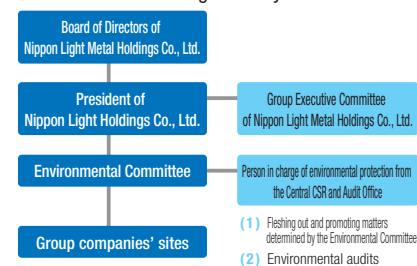 Board of Directors of
Nippon Light Metal Holdings Co., Ltd.
President of
Nippon Light Holdings Co., Ltd.
Group Executive Committee
of Nippon Light Metal Holdings Co., Ltd.
Environmental Committee
Person in charge of environmental protection from
the Central CSR and Audit Office
Group companies' sites
(1) Fleshing out and promoting matters
determined by the Environmental Committee
(2) Environmental audits